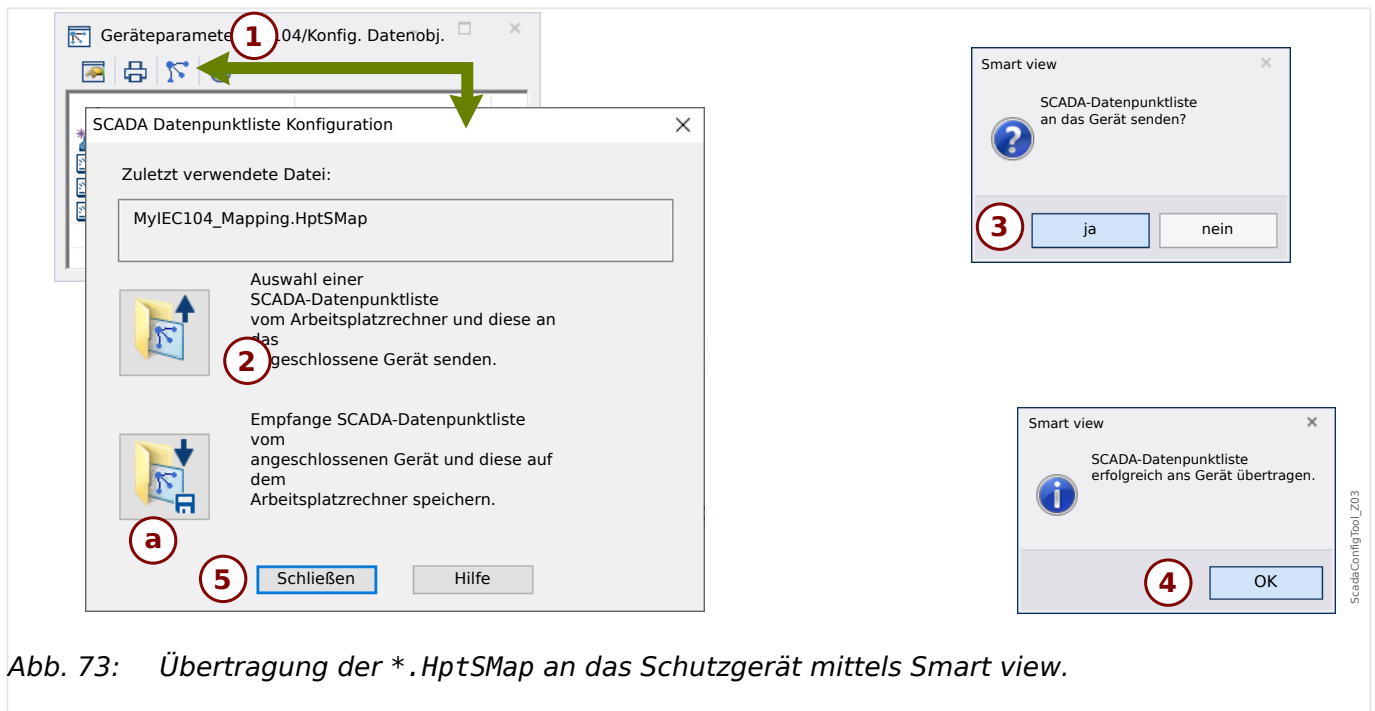 Geräteparamete 104/Konfig. Datenobj.
1
SCADA Datenpunktliste Konfiguration
Zuletzt verwendete Datei:
MyIEC104_Mapping.HptSMap
Auswahl einer
SCADA-Datenpunktliste
vom Arbeitsplatzrechner und diese an
das
geschlossene Gerät senden.
2
Empfange SCADA-Datenpunktliste
vom
angeschlossenen Gerät und diese auf
dem
Arbeitsplatzrechner speichern.
a
5
Schließen
Hilfe
Smart view
SCADA-Datenpunktliste
an das Gerät senden?
3
ja
nein
Smart view
SCADA-Datenpunktliste
erfolgreich ans Gerät übertragen.
4
OK
ScadaConfigTool_Z03
Abb. 73: Übertragung der *.HptSMap an das Schutzgerät mittels Smart view.